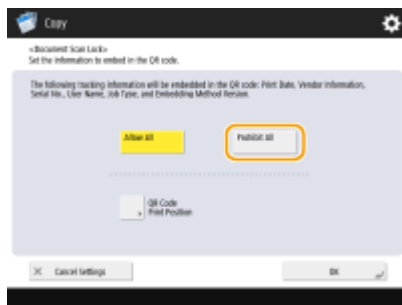 Copy
<Document Scan Lock>
Set the information to embed in the QR code.
The following tracking information will be embedded in the QR code: Print Date, Vendor Information,
Serial No., User Name, Job Type, and Embedding Method Version.
Allow All
Prohibit All
QR Code
Print Position
Cancel Settings
OK